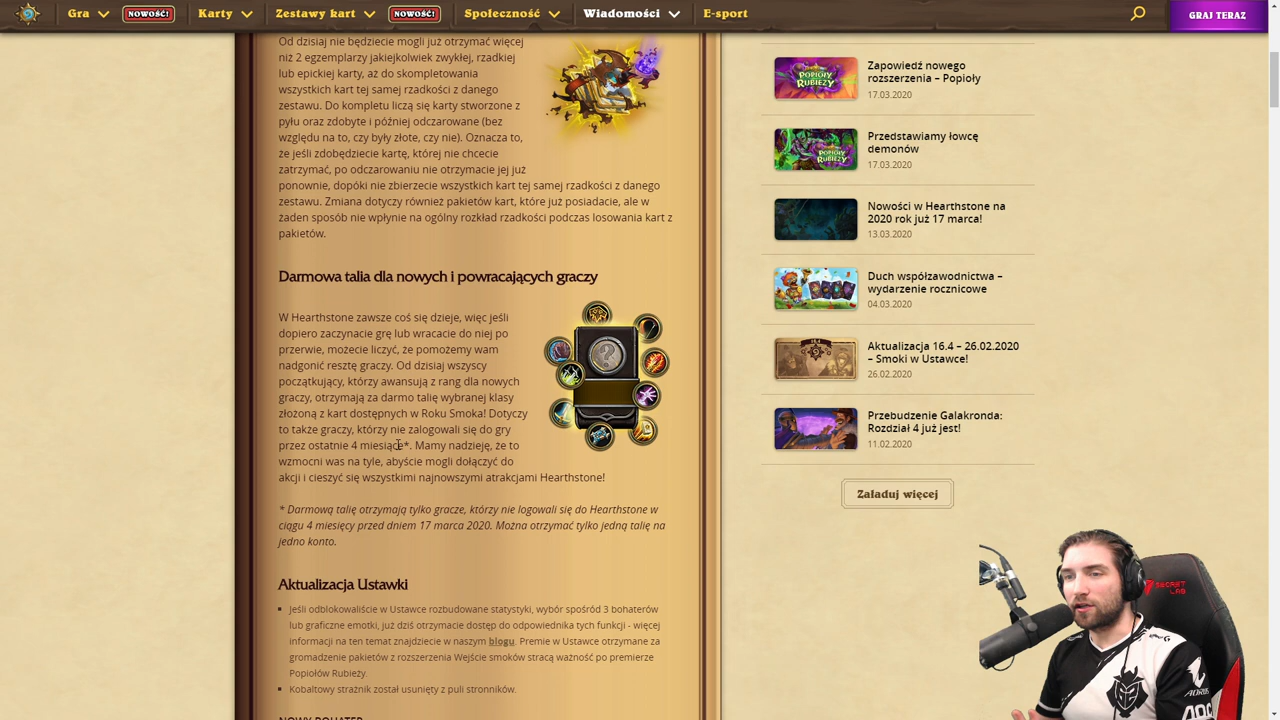 Gra
NOWOŚĆ!
Karty
Zestawy kart
NOWOŚĆ!
Społeczność
Wiadomości
E-sport
GRAJ TERAZ
Od dzisiaj nie będziecie mogli już otrzymać więcej
niż 2 egzemplarzy jakiejkolwiek zwykłej, rzadkiej
lub epickiej karty, aż do skompletowania
wszystkich kart tej samej rzadkości z danego
zestawu. Do kompletu liczą się karty stworzone z
pyłu oraz zdobyte i później odczarowane (bez
względu na to, czy były złote, czy nie). Oznacza to,
że jeśli zdobędziecie kartę, której nie chcecie
zatrzymać, po odczarowaniu nie otrzymacie jej już
ponownie, dopóki nie zbierzecie wszystkich kart tej samej rzadkości z danego
zestawu. Zmiana dotyczy również pakietów kart, które już posiadacie, ale w
żaden sposób nie wpłynie na ogólny rozkład rzadkości podczas losowania kart z
pakietów.
Darmowa talia dla nowych i powracających graczy
W Hearthstone zawsze coś się dzieje, więc jeśli
dopiero zaczynacie grę lub wracacie do niej po
przerwie, możecie liczyć, że pomożemy wam
nadgonić resztę graczy. Od dzisiaj wszyscy
początkujący, którzy awansują z rang dla nowych
graczy, otrzymają za darmo talię wybranej klasy
złożoną z kart dostępnych w Roku Smoka! Dotyczy
to także graczy, którzy nie zalogowali się do gry
przez ostatnie 4 miesiące*. Mamy nadzieję, że to
wzmocni was na tyle, abyście mogli dołączyć do
akcji i cieszyć się wszystkimi najnowszymi atrakcjami Hearthstone!
* Darmową talię otrzymają tylko gracze, którzy nie logowali się do Hearthstone w
ciągu 4 miesięcy przed dniem 17 marca 2020. Można otrzymać tylko jedną talię na
jedno konto.
Aktualizacja Ustawki
Jeśli odblokowaliście w Ustawce rozbudowane statystyki, wybór spośród 3 bohaterów
lub graficzne emotki, już dziś otrzymacie dostęp do odpowiednika tych funkcji - więcej
informacji na ten temat znajdziecie w naszym blogu. Premie w Ustawce otrzymane za
gromadzenie pakietów z rozszerzenia Wejście smoków stracą ważność po premierze
Popiołów Rubieży.
Kobaltowy strażnik został usunięty z puli stronników.
NOWY BOHATER
Zapowiedź nowego
rozszerzenia – Popioły
17.03.2020
Przedstawiamy łowcę
demonów
17.03.2020
Nowości w Hearthstone na
2020 rok już 17 marca!
13.03.2020
Duch współzawodnictwa –
wydarzenie rocznicowe
04.03.2020
Aktualizacja 16.4 – 26.02.2020
– Smoki w Ustawce!
26.02.2020
Przebudzenie Galakronda:
Rozdział 4 już jest!
11.02.2020
Załaduj więcej
POPIOŁY
RUBIEŻY
POPIOŁY
RUBIEŻY
SECRET
LAB
G2
AORUS
AOC